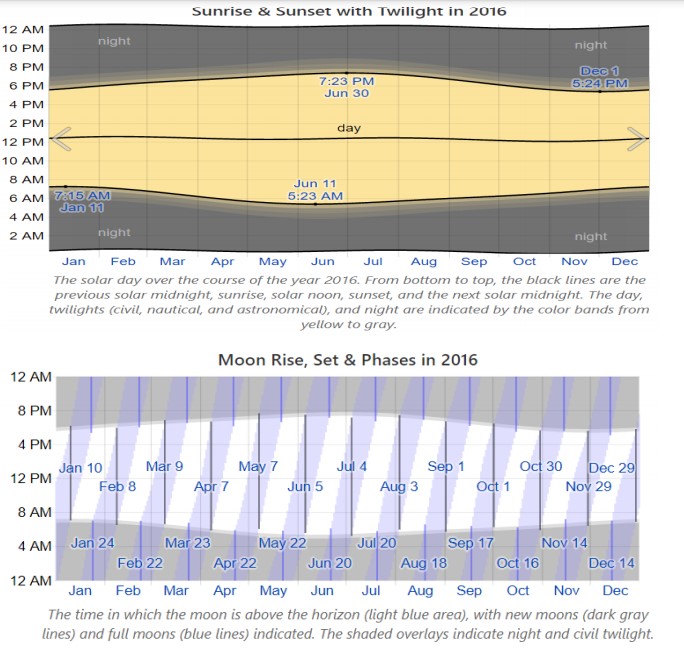 Sunrise & Sunset with Twilight in 2016
12 AM
10 PM
8 PM
6 PM
4 PM
2 PM
12 PM
10 AM
8 AM
6 AM
4 AM
2 AM
night
night
7:23 PM
Jun 30
Dec 1
5:24 PM
day
Jun 11
5:23 AM
7:15 AM
Jan 11
night
night
Jan Feb Mar Apr May Jun Jul Aug Sep Oct Nov Dec
The solar day over the course of the year 2016. From bottom to top, the black lines are the
previous solar midnight, sunrise, solar noon, sunset, and the next solar midnight. The day,
twilights (civil, nautical, and astronomical), and night are indicated by the color bands from
yellow to gray.
Moon Rise, Set & Phases in 2016
12 AM
8 PM
4 PM
12 PM
8 AM
4 AM
12 AM
Jan 10 Mar 9 May 7 Jul 4 Sep 1 Oct 30 Dec 29
Feb 8 Apr 7 Jun 5 Aug 3 Oct 1 Nov 29
Jan 24 Mar 23 May 22 Jul 20 Sep 17 Nov 14
Feb 22 Apr 22 Jun 20 Aug 18 Oct 16 Dec 14
Jan Feb Mar Apr May Jun Jul Aug Sep Oct Nov Dec
The time in which the moon is above the horizon (light blue area), with new moons (dark gray
lines) and full moons (blue lines) indicated. The shaded overlays indicate night and civil twilight.